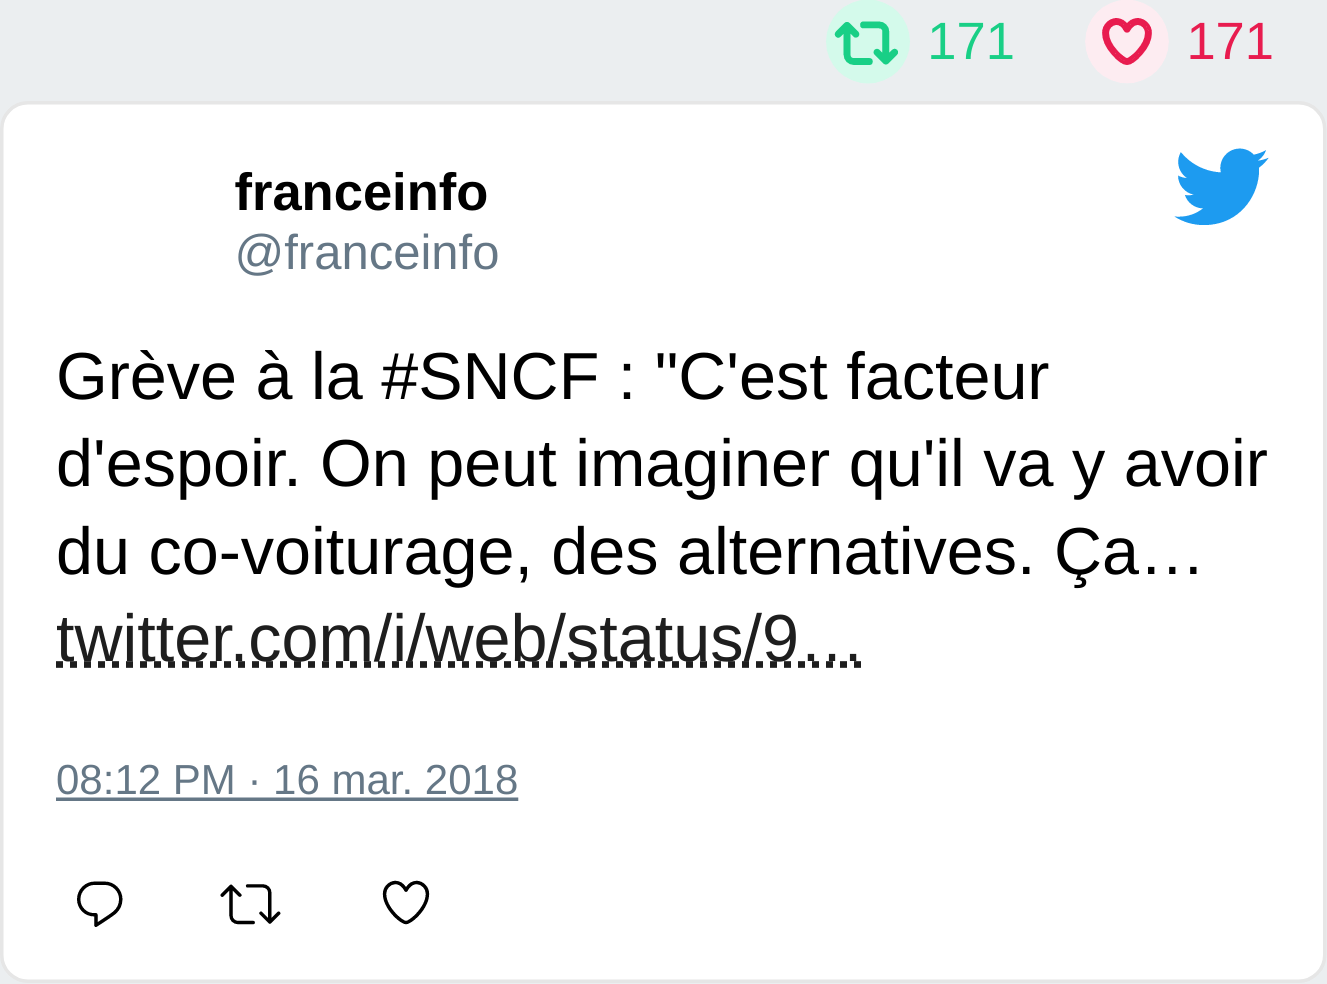 171 171
franceinfo
@franceinfo
Grève à la #SNCF : "C'est facteur
d'espoir. On peut imaginer qu'il va y avoir
du co-voiturage, des alternatives. Ça…
twitter.com/i/web/status/9…
08:12 PM · 16 mar. 2018